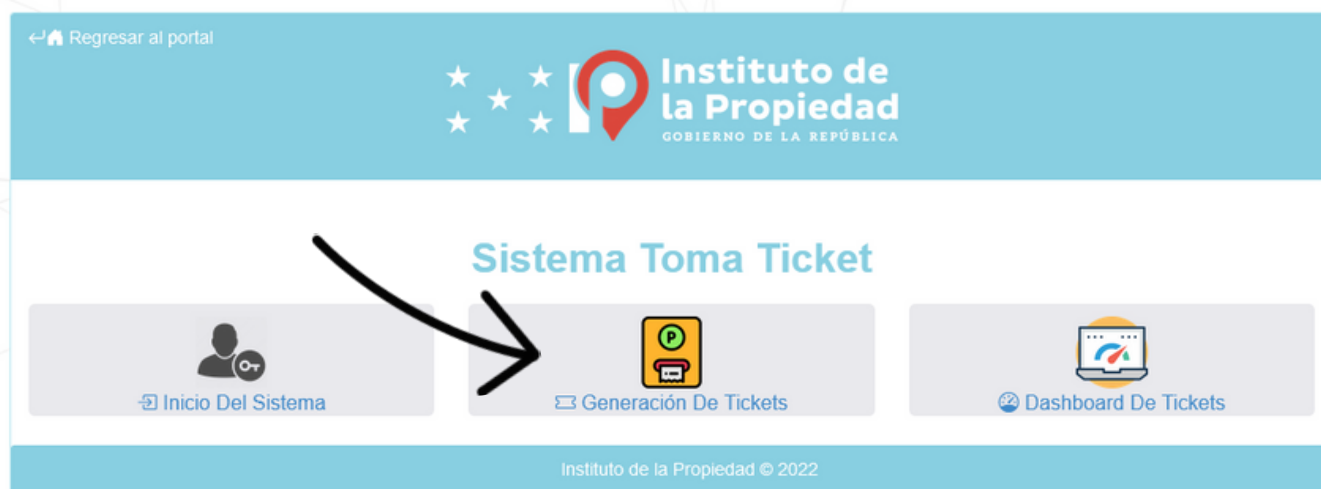 Regresar al portal
Instituto de
la Propiedad
GOBIERNO DE LA REPÚBLICA
Sistema Toma Ticket
P
Inicio Del Sistema
Generación De Tickets
Dashboard De Tickets
Instituto de la Propiedad © 2022